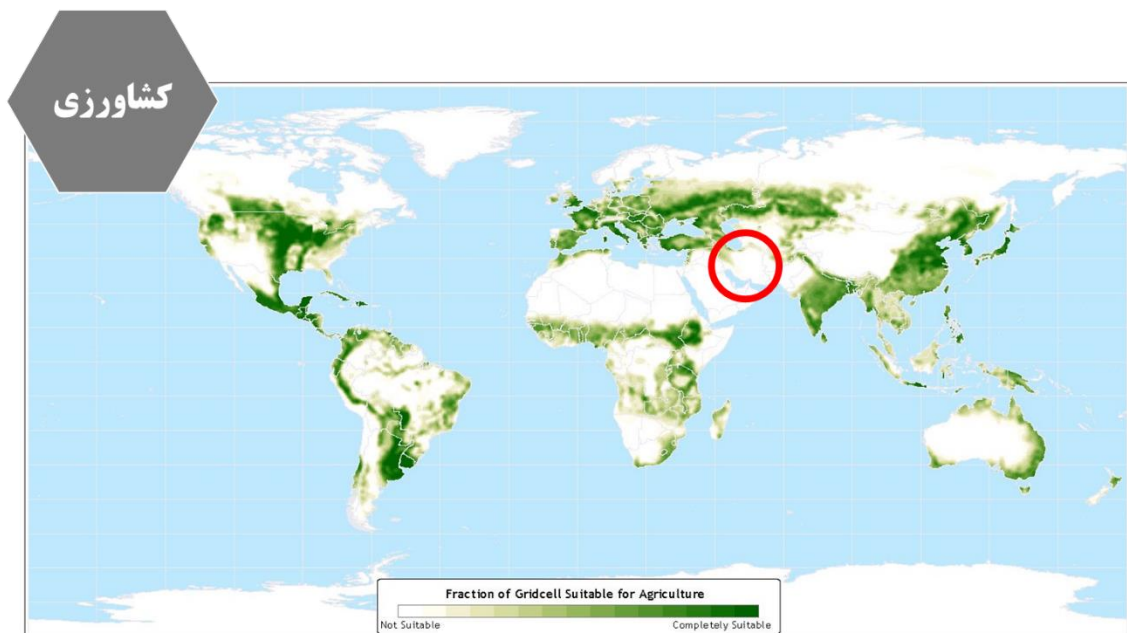 کشاورزی
Fraction of Gridcell Suitable for Agriculture
Not Suitable
Completely Suitable